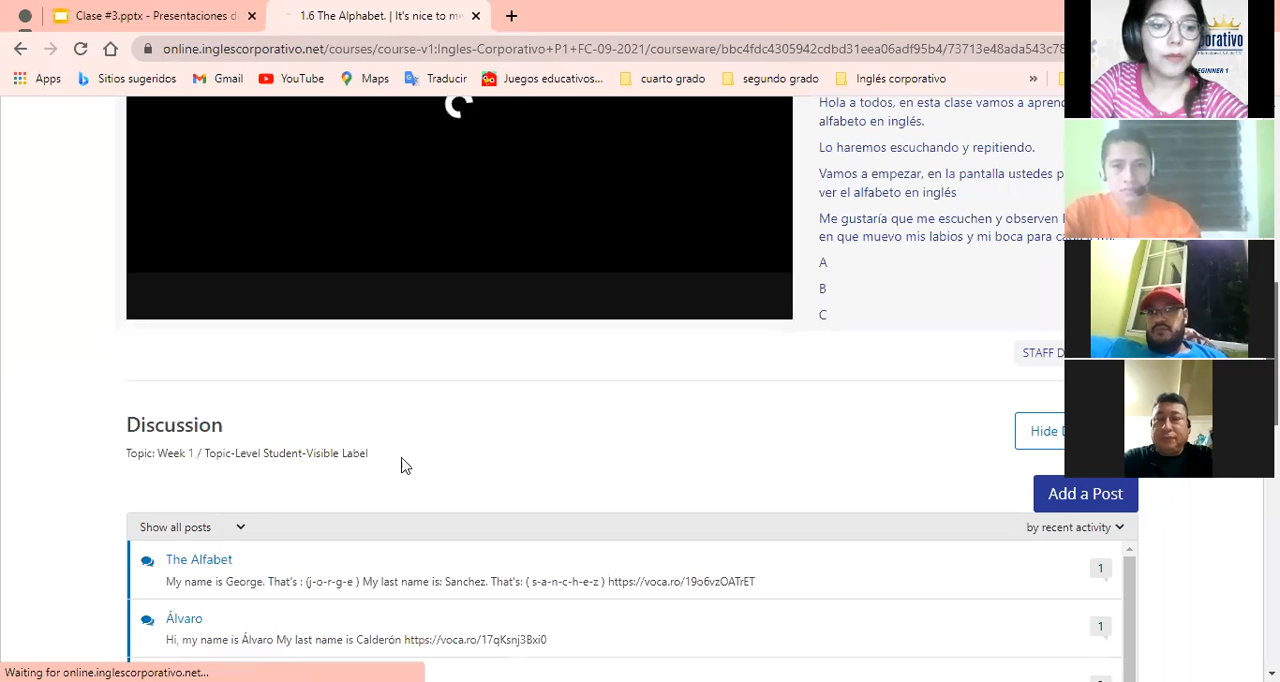 Clase #3.pptx - Presentaciones d
1.6 The Alphabet. | It's nice to me
online.inglescorporativo.net/courses/course-v1:Ingles-Corporativo+P1+FC-09-2021/courseware/bbc4fdc4305942cdbd31eea06adf95b4/73713e48ada543c78
Apps
Sitios sugeridos
Gmail
YouTube
Maps
Traducir
Juegos educativos...
cuarto grado
segundo grado
Inglés corporativo
»
orativo
BEGINNER 1
Hola a todos, en esta clase vamos a aprend
alfabeto en inglés.
Lo haremos escuchando y repitiendo.
Vamos a empezar, en la pantalla ustedes p
ver el alfabeto en inglés
Me gustaría que me escuchen y observen l
en que muevo mis labios y mi boca para ca
A
B
C
STAFF D
Discussion
Hide D
Topic: Week 1 / Topic-Level Student-Visible Label
Add a Post
Show all posts
by recent activity
The Alfabet
1
My name is George. That's : (j-o-r-g-e ) My last name is: Sanchez. That's: { s-a-n-c-h-e-z } https://voca.ro/19o6vzOATrET
Álvaro
1
Hi, my name is Álvaro My last name is Calderón https://voca.ro/17qKsnj3Bxi0
Waiting for online.inglescorporativo.net...